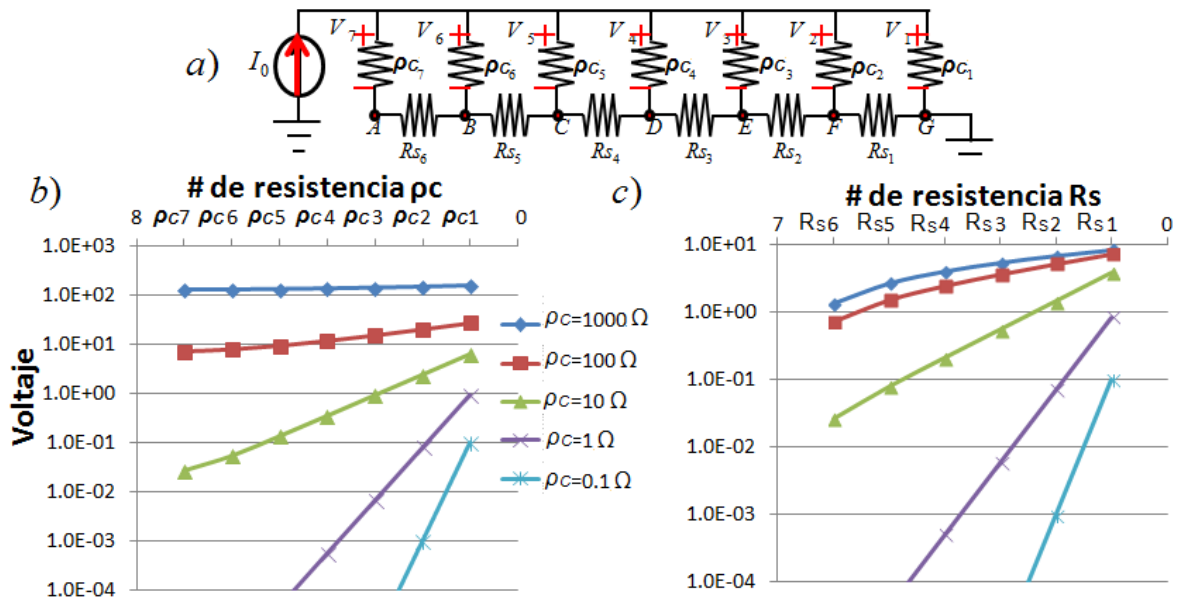 a)
I0
V7 V6 V5 V4 V3 V2 V1
ρC7 ρC6 ρC5 ρC4 ρC3 ρC2 ρC1
A B C D E F G
Rs6 Rs5 Rs4 Rs3 Rs2 Rs1
b)
# de resistencia ρc
8 ρC7 ρC6 ρC5 ρC4 ρC3 ρC2 ρC1 0
Voltaje
1.0E+03
1.0E+02
1.0E+01
1.0E+00
1.0E-01
1.0E-02
1.0E-03
1.0E-04
ρC=1000 Ω
ρC=100 Ω
ρC=10 Ω
ρC=1 Ω
ρC=0.1 Ω
c)
# de resistencia Rs
7 RS6 RS5 RS4 RS3 RS2 RS1 0
1.0E+01
1.0E+00
1.0E-01
1.0E-02
1.0E-03
1.0E-04